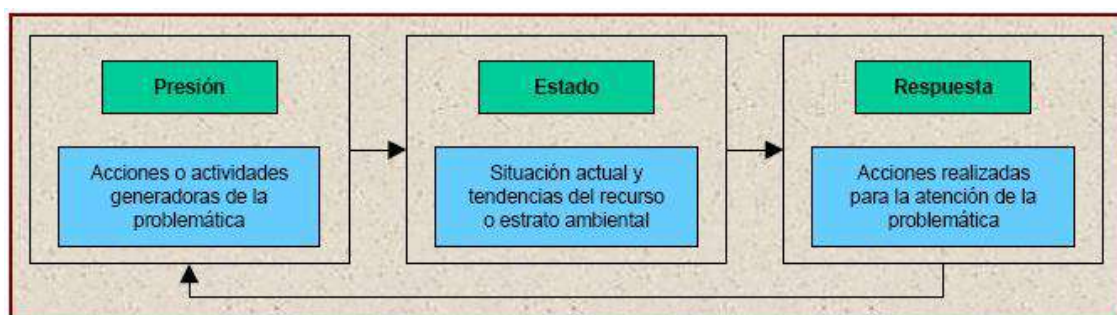 Presión
Acciones o actividades
generadoras de la
problemática
Estado
Situación actual y
tendencias del recurso
o estrato ambiental
Respuesta
Acciones realizadas
para la atención de la
problemática